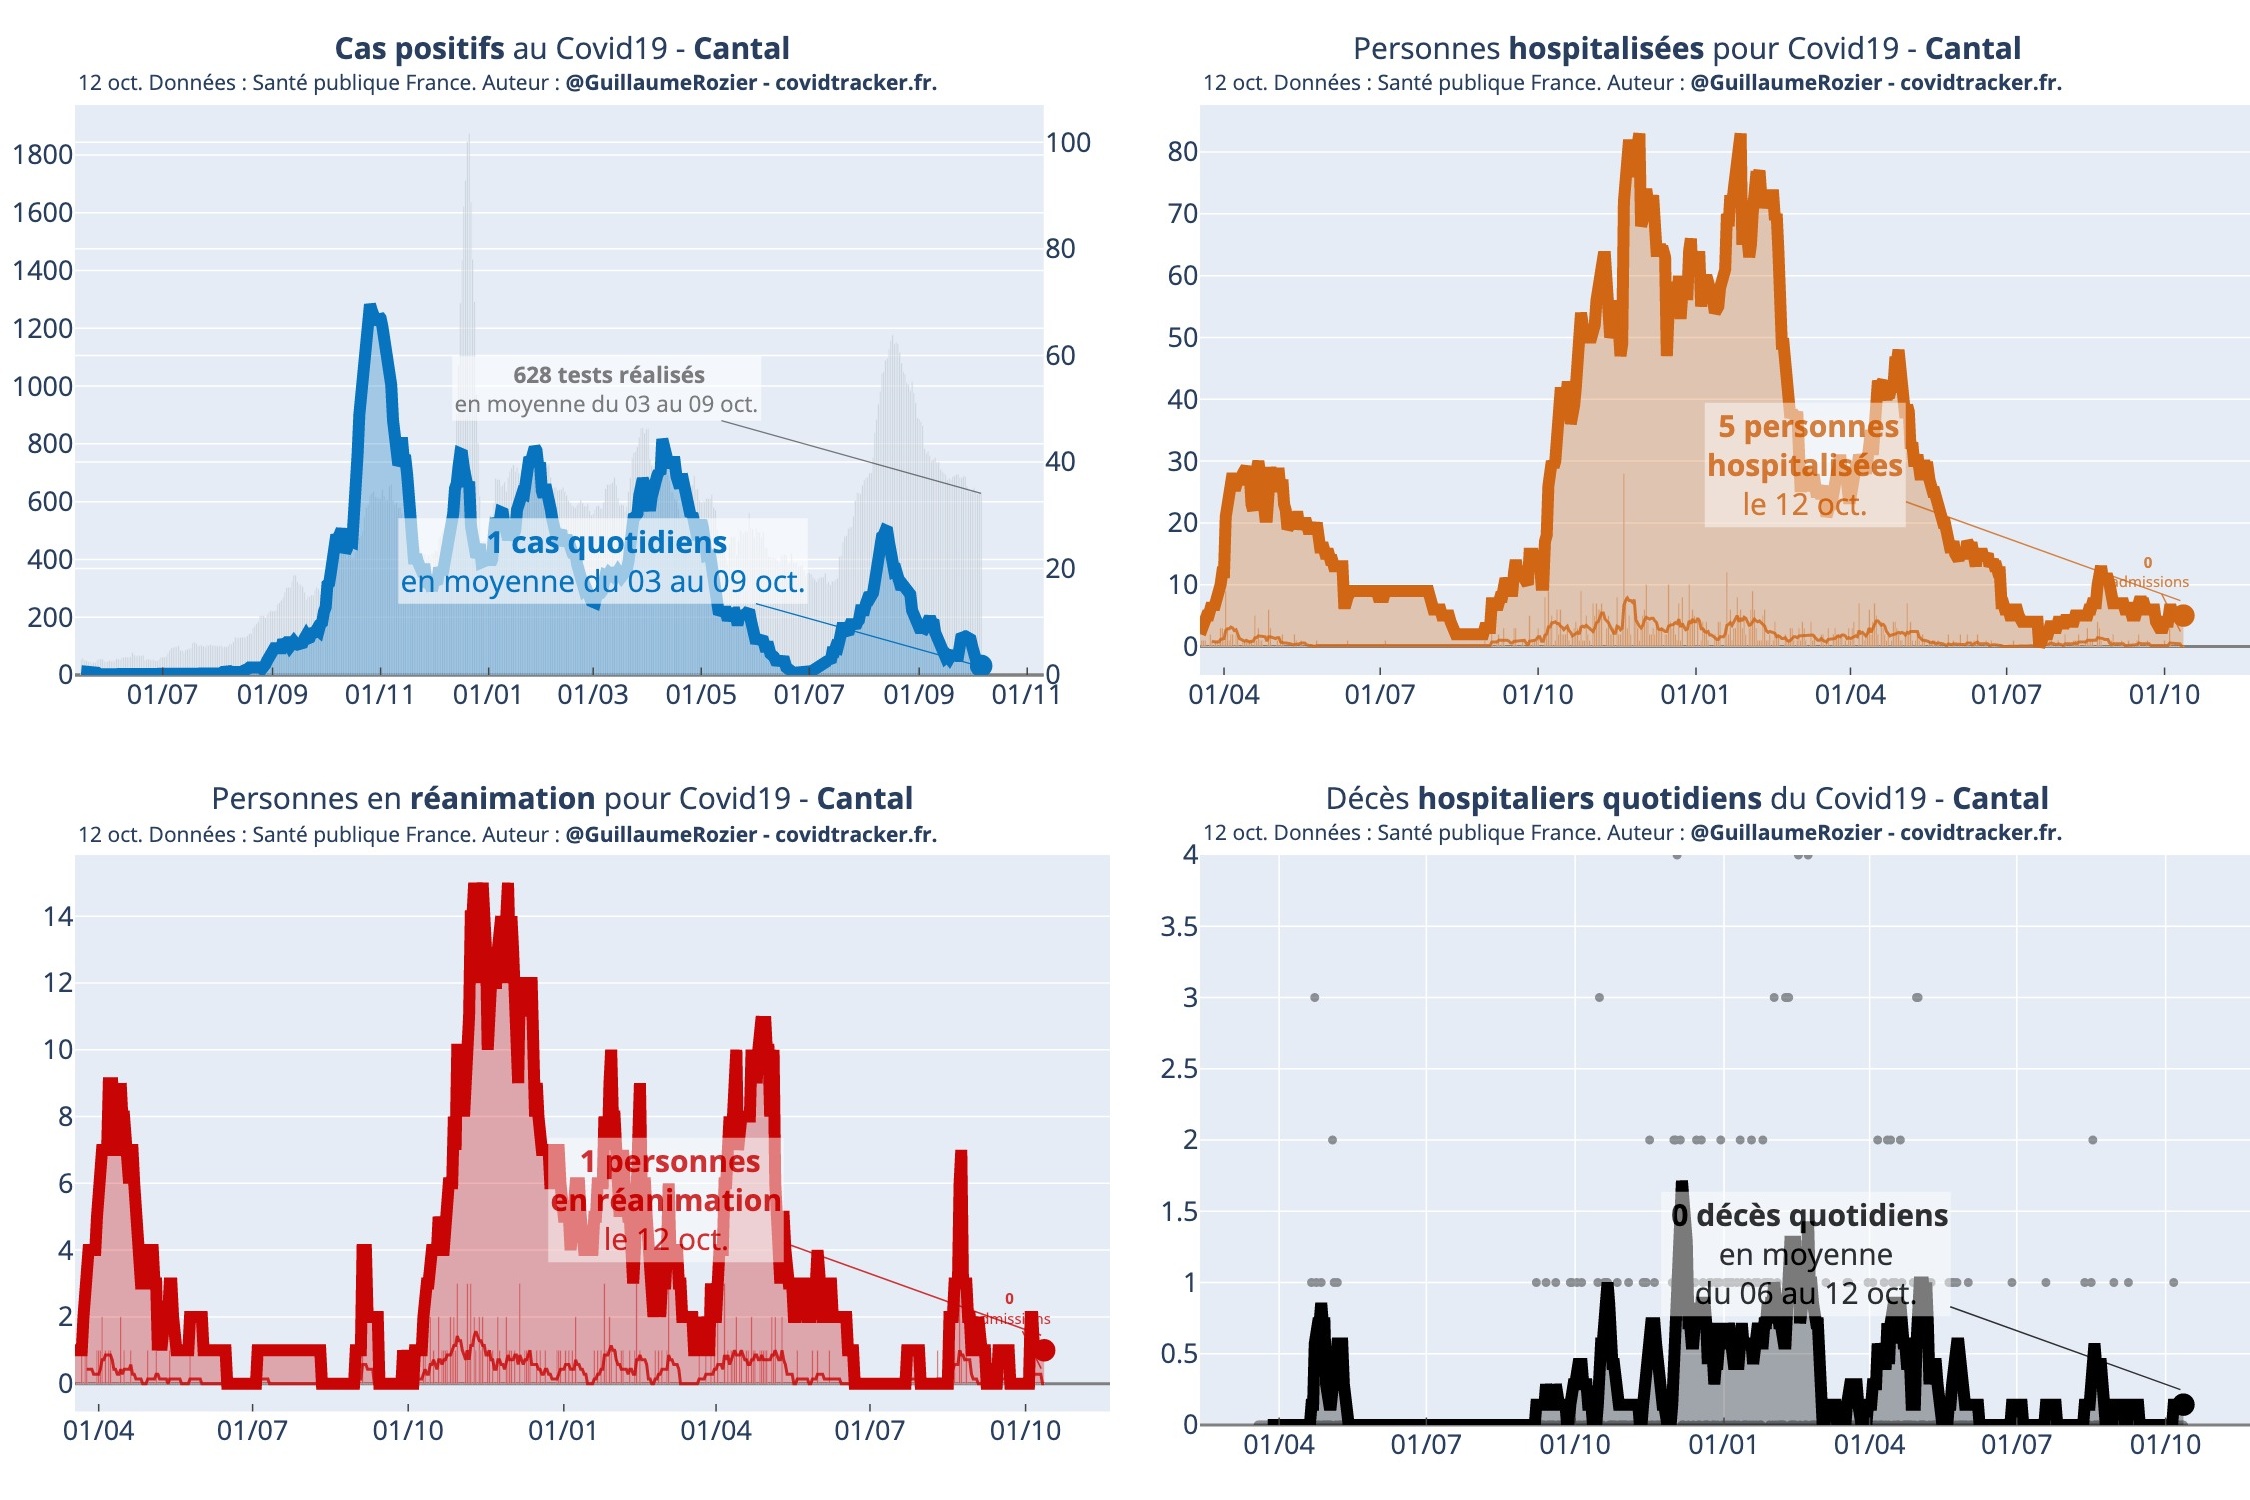 Cas positifs au Covid19 - Cantal
12 oct. Données : Santé publique France. Auteur : @GuillaumeRozier - covidtracker.fr.
1800
1600
1400
1200
1000
800
600
400
200
0
100
80
60
40
20
0
628 tests réalisés
en moyenne du 03 au 09 oct.
1 cas quotidiens
en moyenne du 03 au 09 oct.
01/07 01/09 01/11 01/01 01/03 01/05 01/07 01/09 01/11
Personnes hospitalisées pour Covid19 - Cantal
12 oct. Données : Santé publique France. Auteur : @GuillaumeRozier - covidtracker.fr.
80
70
60
50
40
30
20
10
0
5 personnes
hospitalisées
le 12 oct.
0
admissions
01/04 01/07 01/10 01/01 01/04 01/07 01/10
Personnes en réanimation pour Covid19 - Cantal
12 oct. Données : Santé publique France. Auteur : @GuillaumeRozier - covidtracker.fr.
14
12
10
8
6
4
2
0
1 personnes
en réanimation
le 12 oct.
0
admissions
01/04 01/07 01/10 01/01 01/04 01/07 01/10
Décès hospitaliers quotidiens du Covid19 - Cantal
12 oct. Données : Santé publique France. Auteur : @GuillaumeRozier - covidtracker.fr.
4
3.5
3
2.5
2
1.5
1
0.5
0
0 décès quotidiens
en moyenne
du 06 au 12 oct.
01/04 01/07 01/10 01/01 01/04 01/07 01/10